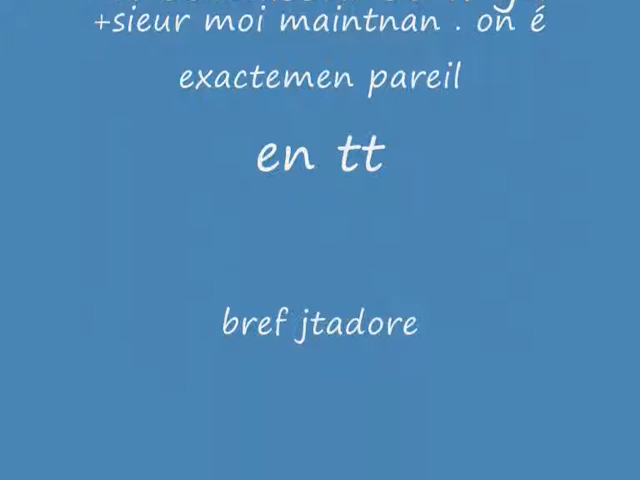 +sieur moi maintnan . on é
exactemen pareil
en tt
bref jtadore